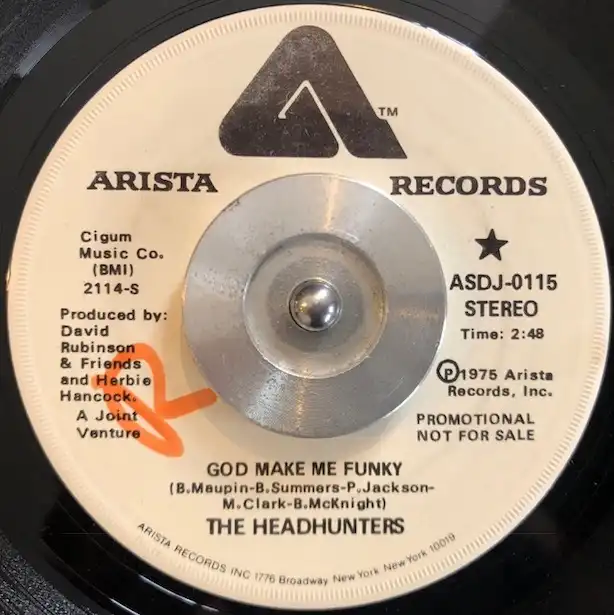 TM
ARISTA RECORDS
Cigum
Music Co.
(BMI)
2114-S
Produced by:
David
Rubinson
& Friends
and Herbie
Hancock.
A Joint
Venture
R
★
ASDJ-0115
STEREO
Time: 2:48
Ⓟ1975 Arista
Records, Inc.
PROMOTIONAL
NOT FOR SALE
GOD MAKE ME FUNKY
(B.Maupin-B.Summers-P.Jackson-
M.Clark-B.McKnight)
THE HEADHUNTERS
ARISTA RECORDS INC 1776 Broadway New York New York 10019